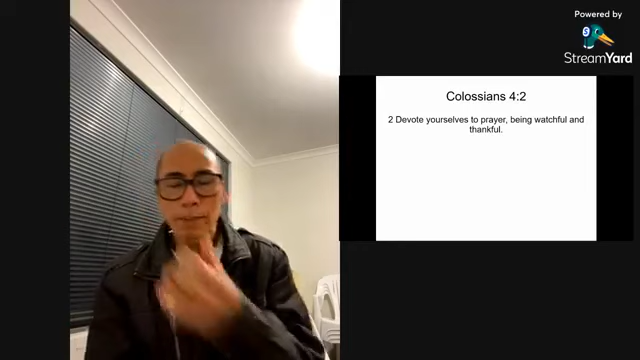 Powered by
StreamYard
Colossians 4:2
2 Devote yourselves to prayer, being watchful and
thankful.